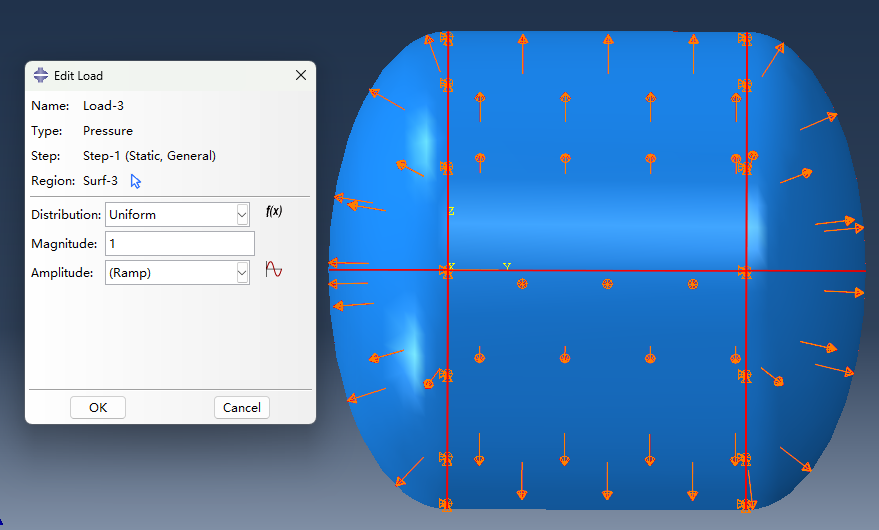 Edit Load
Name: Load-3
Type: Pressure
Step: Step-1 (Static, General)
Region: Surf-3
Distribution: Uniform f(x)
Magnitude: 1
Amplitude: (Ramp)
OK Cancel
Z
X Y